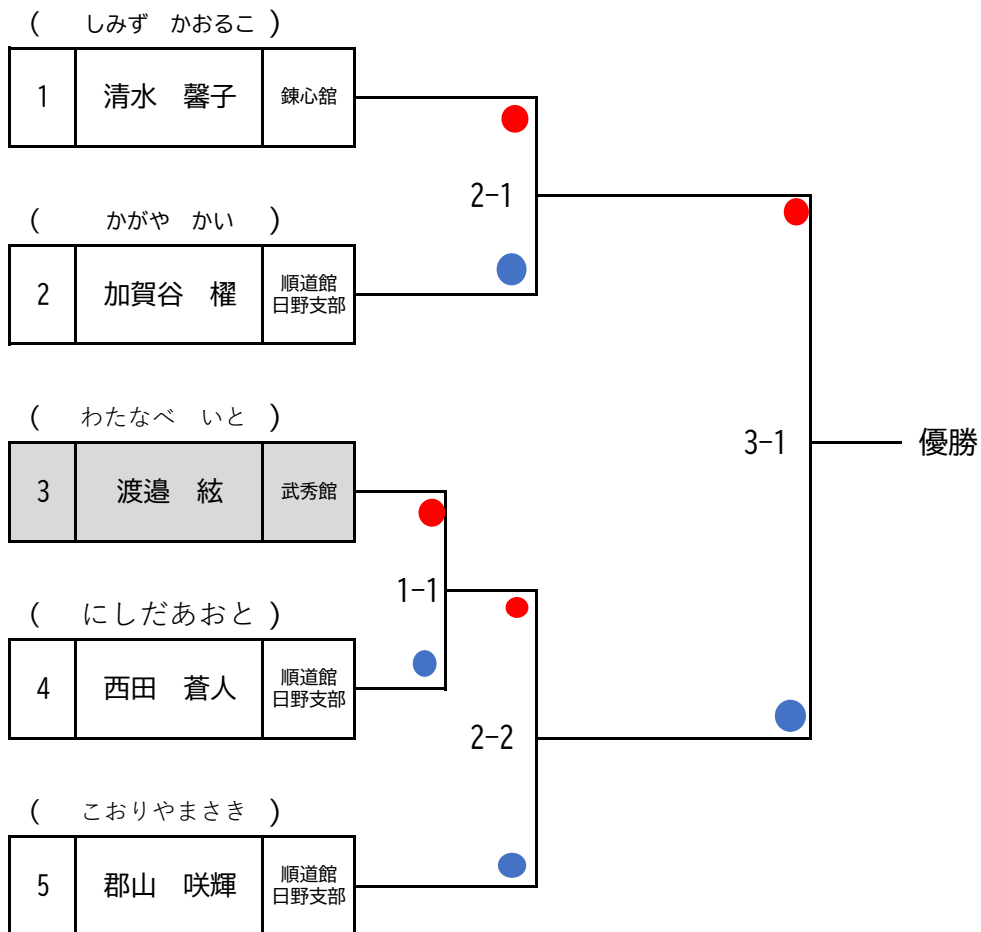 ( しみず かおるこ )
1 清水 馨子 錬心舘
2-1
( かがや かい )
2 加賀谷 櫂 順道館
日野支部
( わたなべ いと )
3 渡邉 絃 武秀館
3-1 優勝
1-1
( にしだあおと )
4 西田 蒼人 順道館
日野支部
2-2
( こおりやまさき )
5 郡山 咲輝 順道館
日野支部